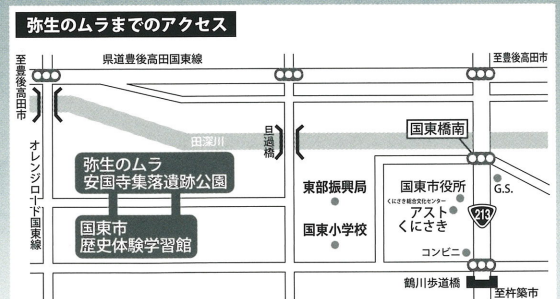 弥生のムラまでのアクセス
至豊後高田市
県道豊後高田国東線
至豊後高田市
オレンジロード国東線
田深川
旦過橋
国東橋南
弥生のムラ
安国寺集落遺跡公園
国東市
歴史体験学習館
東部振興局
国東小学校
国東市役所
くにさき総合文化センター
アスト
くにさき
G.S.
213
コンビニ
鶴川歩道橋
至杵築市